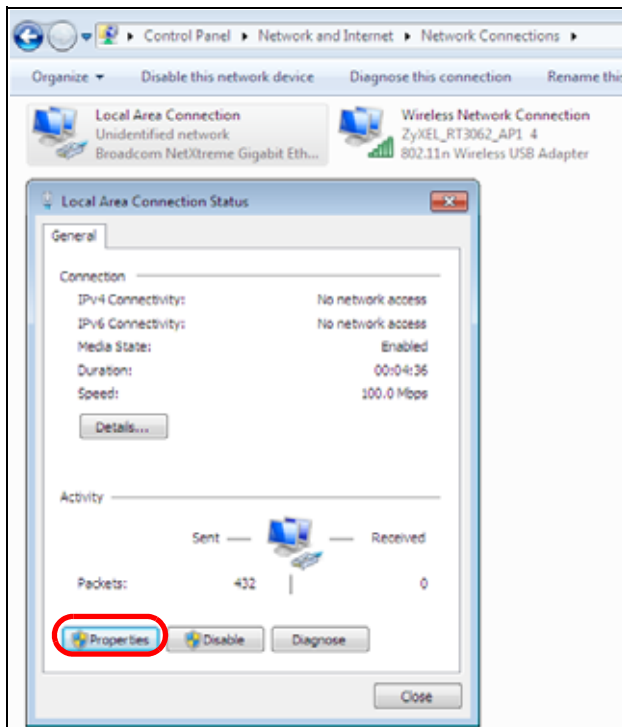 Control Panel ▸ Network and Internet ▸ Network Connections ▸
Organize ▾ Disable this network device Diagnose this connection Rename this
Local Area Connection
Unidentified network
Broadcom NetXtreme Gigabit Eth...
Wireless Network Connection
ZyXEL_RT3062_AP1 4
802.11n Wireless USB Adapter
Local Area Connection Status
General
Connection
IPv4 Connectivity: No network access
IPv6 Connectivity: No network access
Media State: Enabled
Duration: 00:04:36
Speed: 100.0 Mbps
Details...
Activity
Sent Received
Packets: 432 0
Properties Disable Diagnose
Close